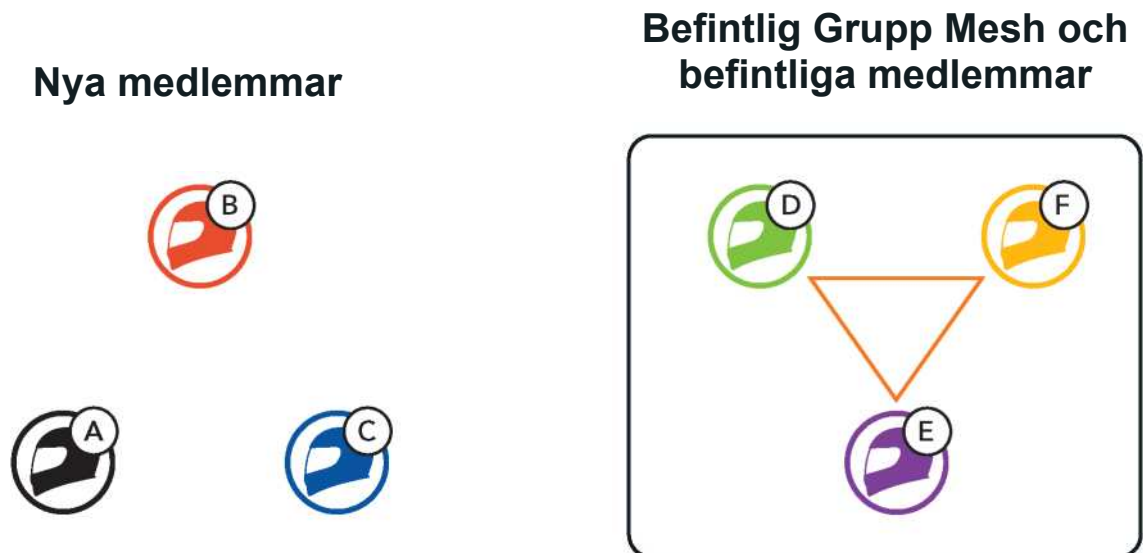 Nya medlemmar
Befintlig Grupp Mesh och
befintliga medlemmar
B
D
F
A
C
E